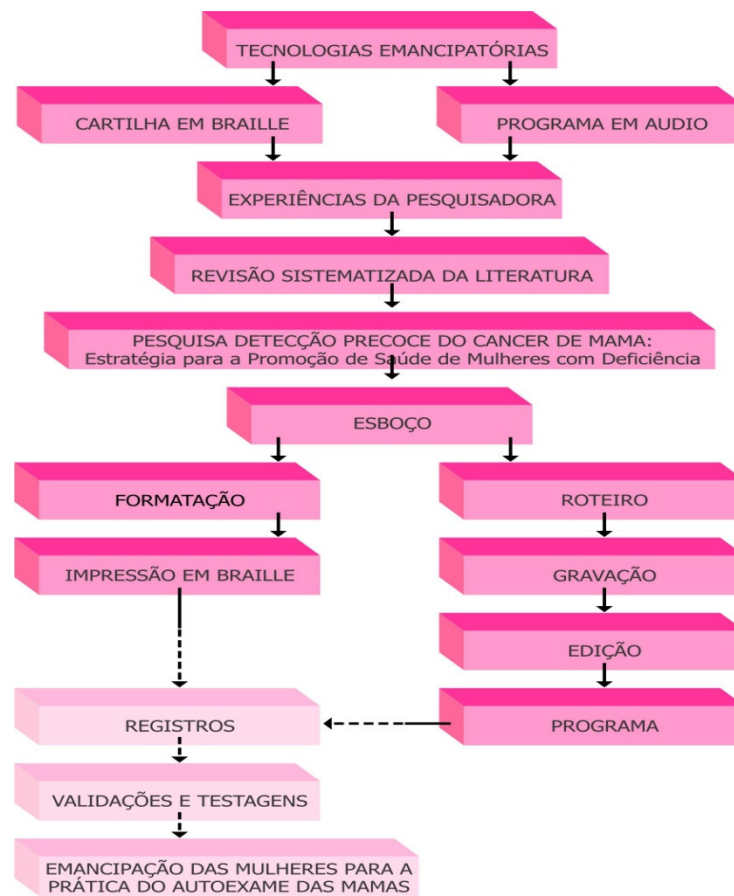 TECNOLOGIAS EMANCIPATÓRIAS
CARTILHA EM BRAILLE
PROGRAMA EM AUDIO
EXPERIÊNCIAS DA PESQUISADORA
REVISÃO SISTEMATIZADA DA LITERATURA
PESQUISA DETECÇÃO PRECOCE DO CANCER DE MAMA:
Estratégia para a Promoção de Saúde de Mulheres com Deficiência
ESBOÇO
FORMATAÇÃO
ROTEIRO
IMPRESSÃO EM BRAILLE
GRAVAÇÃO
EDIÇÃO
REGISTROS
PROGRAMA
VALIDAÇÕES E TESTAGENS
EMANCIPAÇÃO DAS MULHERES PARA A
PRÁTICA DO AUTOEXAME DAS MAMAS